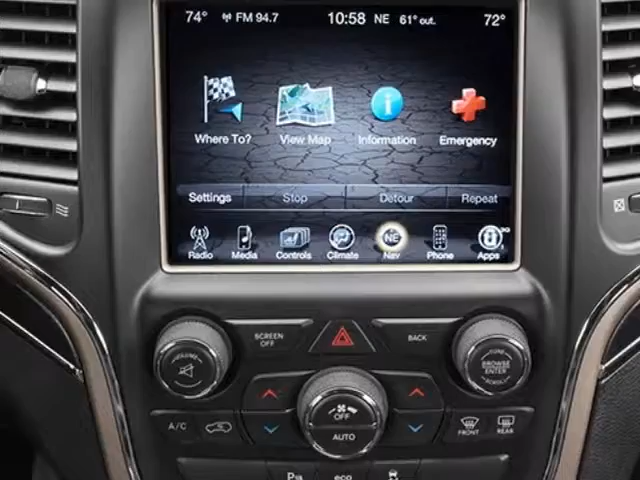 74° FM 94.7 10:58 NE 61° out. 72°
Where To? View Map Information Emergency
Settings Stop Detour Repeat
NE
Radio Media Controls Climate Nav Phone Apps
VOLUME SCREEN OFF BACK BROWSE ENTER SCROLL
OFF
AUTO
A/C FRONT REAR
eco